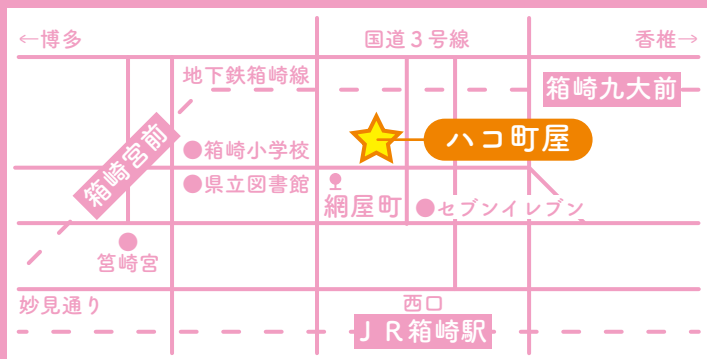 ←博多
国道3号線
香椎→
地下鉄箱崎線
箱崎九大前
箱崎宮前
箱崎小学校
ハコ町屋
県立図書館
網屋町
セブンイレブン
筥崎宮
妙見通り
西口
JR箱崎駅